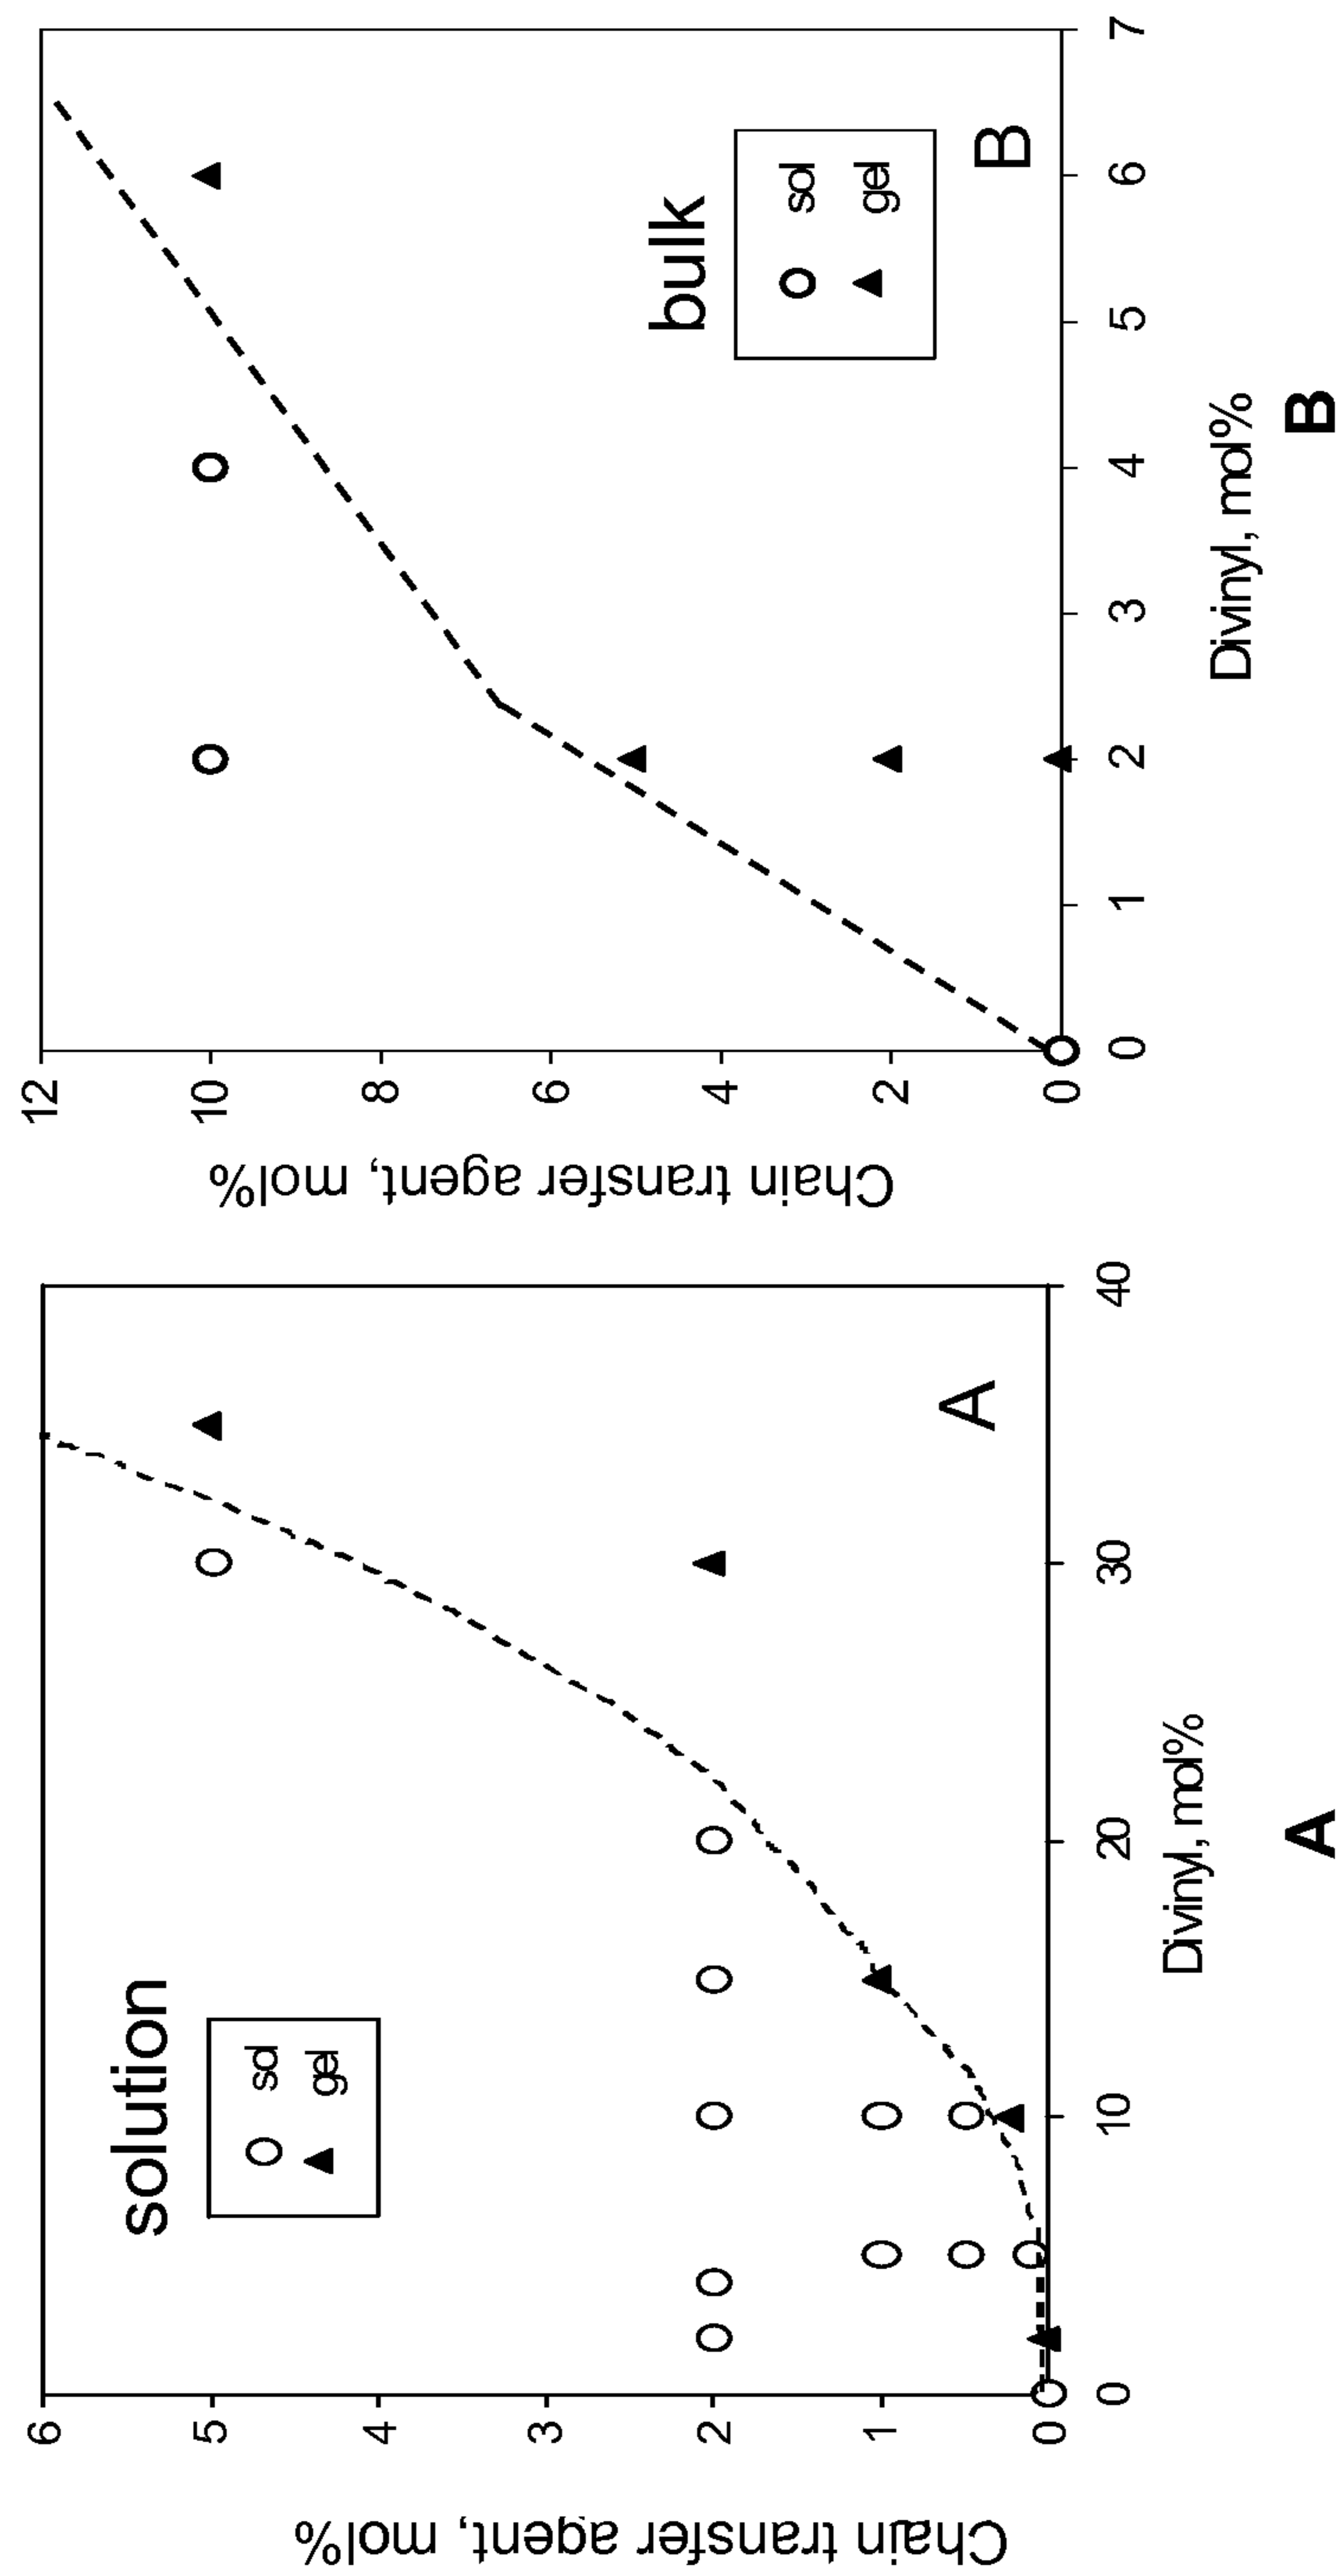 solution
sol
gel
A
6
5
4
3
2
1
0
0
10
20
30
40
Chain transfer agent, mol%
Divinyl, mol%
A
bulk
sol
gel
B
12
10
8
6
4
2
0
0
1
2
3
4
5
6
7
Chain transfer agent, mol%
Divinyl, mol%
B